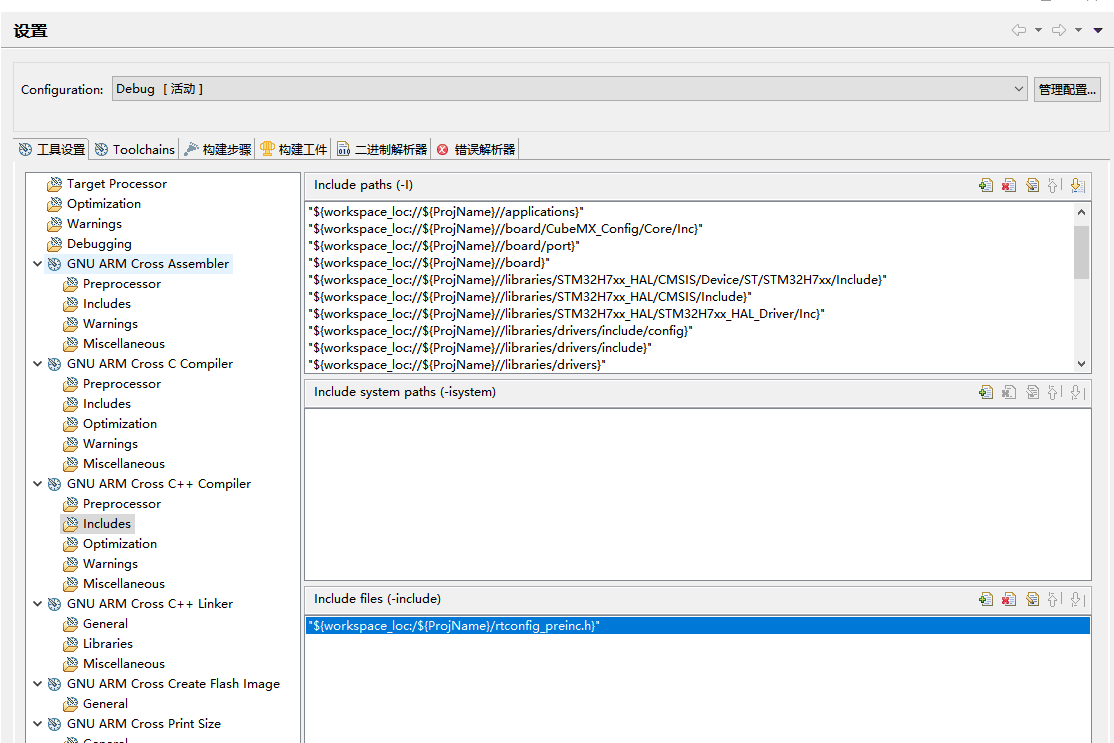 设置
Configuration: Debug [ 活动 ] 管理配置...
工具设置 Toolchains 构建步骤 构建工件 二进制解析器 错误解析器
Target Processor
Optimization
Warnings
Debugging
GNU ARM Cross Assembler
Preprocessor
Includes
Warnings
Miscellaneous
GNU ARM Cross C Compiler
Preprocessor
Includes
Optimization
Warnings
Miscellaneous
GNU ARM Cross C++ Compiler
Preprocessor
Includes
Optimization
Warnings
Miscellaneous
GNU ARM Cross C++ Linker
General
Libraries
Miscellaneous
GNU ARM Cross Create Flash Image
General
GNU ARM Cross Print Size
General
Include paths (-I)
"${workspace_loc://${ProjName}//applications}"
"${workspace_loc://${ProjName}//board/CubeMX_Config/Core/Inc}"
"${workspace_loc://${ProjName}//board/port}"
"${workspace_loc://${ProjName}//board}"
"${workspace_loc://${ProjName}//libraries/STM32H7xx_HAL/CMSIS/Device/ST/STM32H7xx/Include}"
"${workspace_loc://${ProjName}//libraries/STM32H7xx_HAL/CMSIS/Include}"
"${workspace_loc://${ProjName}//libraries/STM32H7xx_HAL/STM32H7xx_HAL_Driver/Inc}"
"${workspace_loc://${ProjName}//libraries/drivers/include/config}"
"${workspace_loc://${ProjName}//libraries/drivers/include}"
"${workspace_loc://${ProjName}//libraries/drivers}"
Include system paths (-isystem)
Include files (-include)
"${workspace_loc:/${ProjName}/rtconfig_preinc.h}"